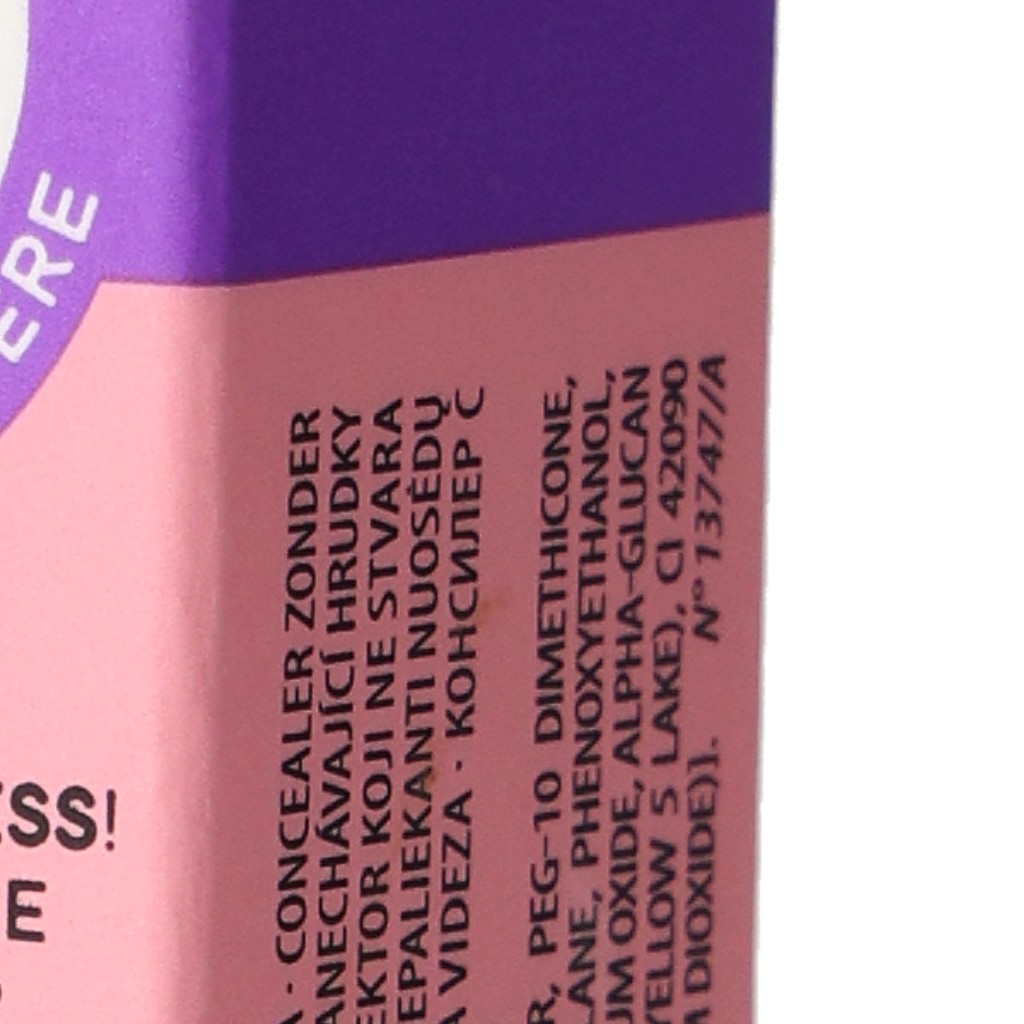 ERE
ESS!
E
· CONCEALER ZONDER
ANECHÁVAJÍCÍ HRUDKY
EKTOR KOJI NE STVARA
EPALIEKANTI NUOSĖDŲ
A VIDEZA · КОНСИЛЕР С
R, PEG-10 DIMETHICONE,
LANE, PHENOXYETHANOL,
UM OXIDE, ALPHA-GLUCAN
YELLOW 5 LAKE), CI 42090
M DIOXIDE)]. N° 13747/A